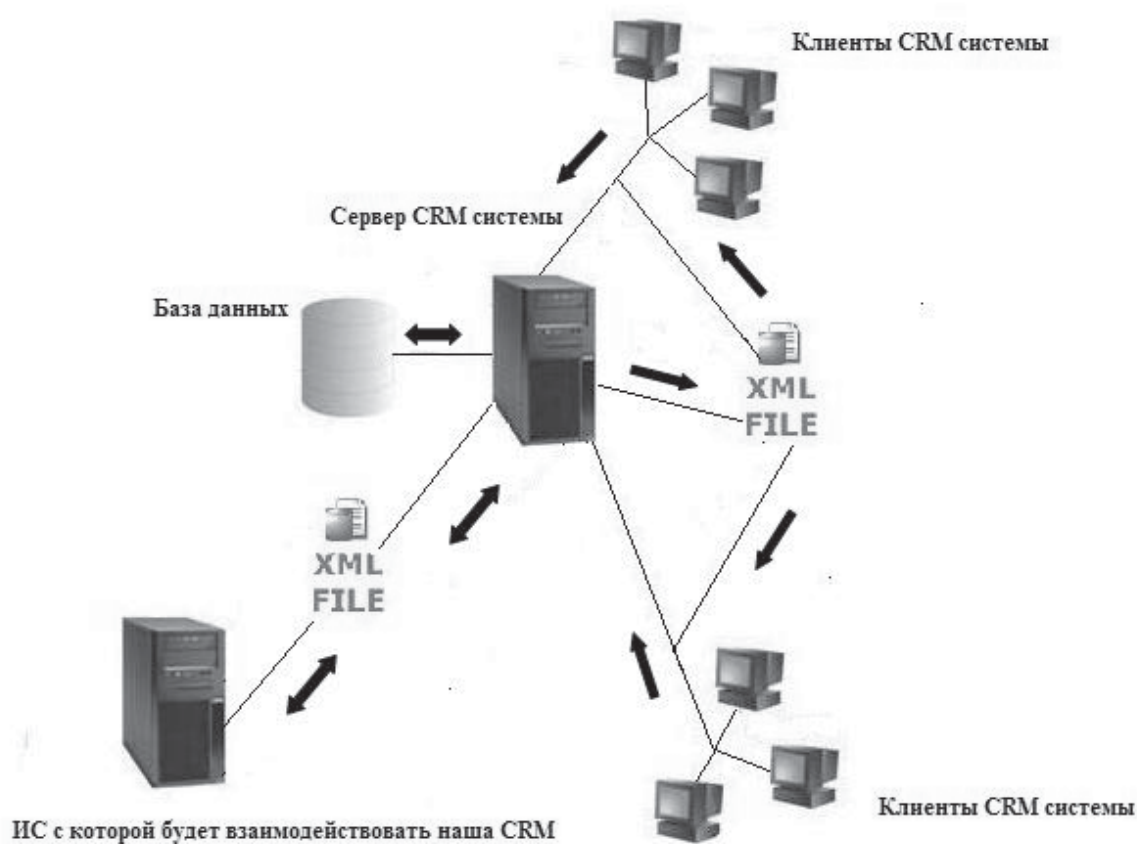 Клиенты CRM системы
Сервер CRM системы
База данных
XML
FILE
XML
FILE
Клиенты CRM системы
ИС с которой будет взаимодействовать наша CRM